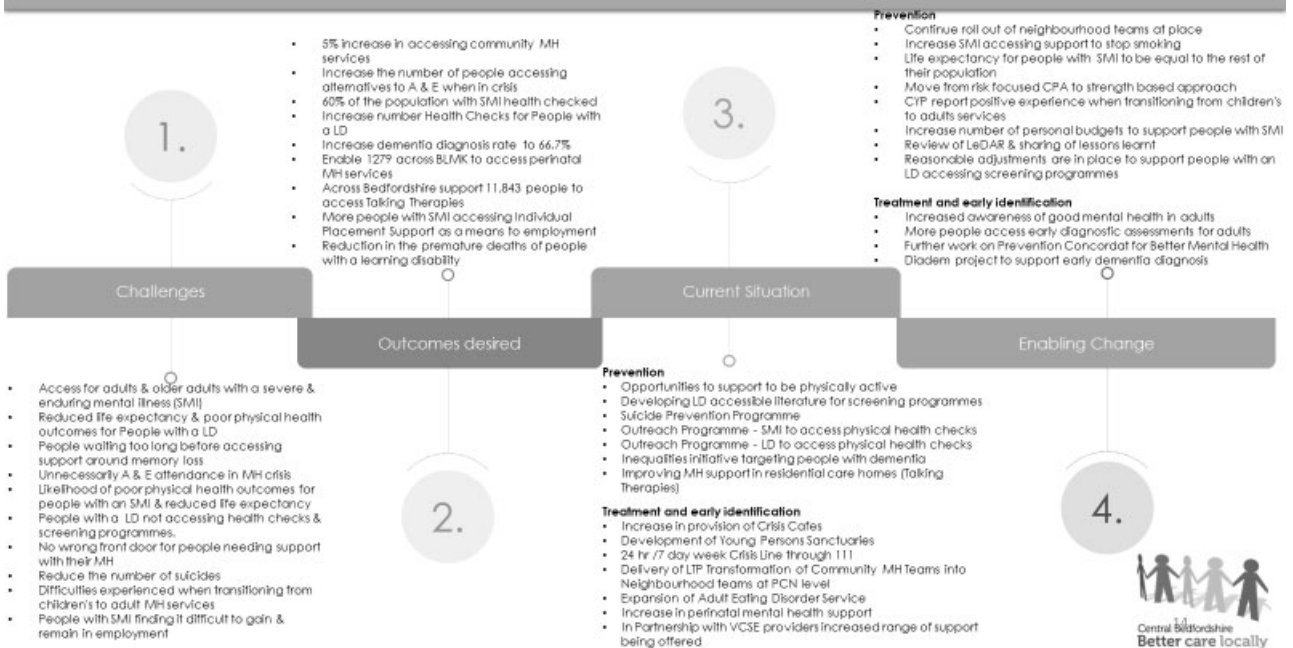 1.
Challenges
• Access for adults & older adults with a severe &
enduring mental illness (SMI)
• Reduced life expectancy & poor physical health
outcomes for People with a LD
• People waiting too long before accessing
support around memory loss
• Unnecessarily A & E attendance in MH crisis
• Likelihood of poor physical health outcomes for
people with an SMI & reduced life expectancy
• People with a LD not accessing health checks &
screening programmes.
• No wrong front door for people needing support
with their MH
• Reduce the number of suicides
• Difficulties experienced when transitioning from
children's to adult MH services
• People with SMI finding it difficult to gain &
remain in employment
• 5% increase in accessing community MH
services
• Increase the number of people accessing
alternatives to A & E when in crisis
• 60% of the population with SMI health checked
• Increase number Health Checks for People with
a LD
• Increase dementia diagnosis rate to 66.7%
• Enable 1279 across BLMK to access perinatal
MH services
• Across Bedfordshire support 11,843 people to
access Talking Therapies
• More people with SMI accessing Individual
Placement Support as a means to employment
• Reduction in the premature deaths of people
with a learning disability
Outcomes desired
2.
3.
Current Situation
Prevention
• Opportunities to support to be physically active
• Developing LD accessible literature for screening programmes
• Suicide Prevention Programme
• Outreach Programme - SMI to access physical health checks
• Outreach Programme - LD to access physical health checks
• Inequalities initiative targeting people with dementia
• Improving MH support in residential care homes (Talking
Therapies)
Treatment and early identification
• Increase in provision of Crisis Cafes
• Development of Young Persons Sanctuaries
• 24 hr /7 day week Crisis Line through 111
• Delivery of LTP Transformation of Community MH Teams into
Neighbourhood teams at PCN level
• Expansion of Adult Eating Disorder Service
• Increase in perinatal mental health support
• In Partnership with VCSE providers increased range of support
being offered
Prevention
• Continue roll out of neighbourhood teams at place
• Increase SMI accessing support to stop smoking
• Life expectancy for people with SMI to be equal to the rest of
their population
• Move from risk focused CPA to strength based approach
• CYP report positive experience when transitioning from children's
to adults services
• Increase number of personal budgets to support people with SMI
• Review of LeDAR & sharing of lessons learnt
• Reasonable adjustments are in place to support people with an
LD accessing screening programmes
Treatment and early identification
• Increased awareness of good mental health in adults
• More people access early diagnostic assessments for adults
• Further work on Prevention Concordat for Better Mental Health
• Diadem project to support early dementia diagnosis
Enabling Change
4.
14
Central Bedfordshire
Better care locally